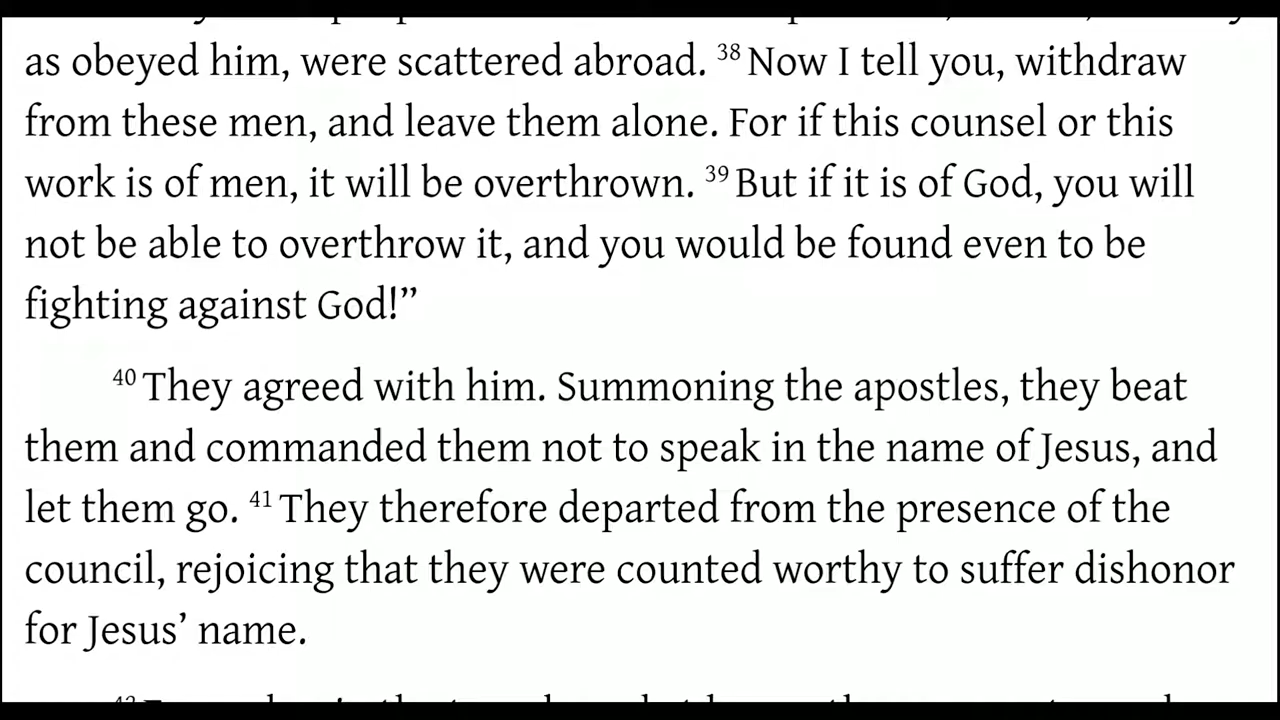 as obeyed him, were scattered abroad. 38 Now I tell you, withdraw
from these men, and leave them alone. For if this counsel or this
work is of men, it will be overthrown. 39 But if it is of God, you will
not be able to overthrow it, and you would be found even to be
fighting against God!”
40 They agreed with him. Summoning the apostles, they beat
them and commanded them not to speak in the name of Jesus, and
let them go. 41 They therefore departed from the presence of the
council, rejoicing that they were counted worthy to suffer dishonor
for Jesus’ name.